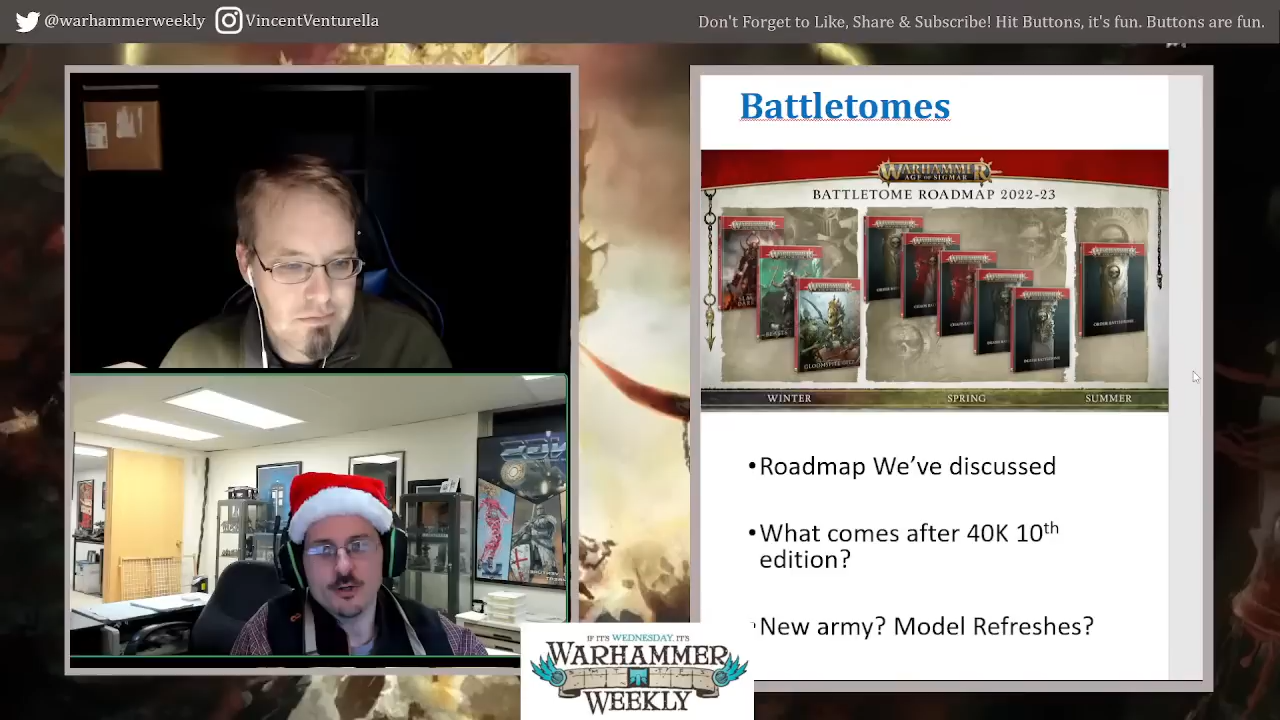 @warhammerweekly VincentVenturella
Don't Forget to Like, Share & Subscribe! Hit Buttons, it's fun. Buttons are fun.
Battletomes
WARHAMMER
AGE OF SIGMAR
BATTLETOME ROADMAP 2022-23
GLOOMSPITE GITZ
WINTER
SPRING
SUMMER
•Roadmap We've discussed
•What comes after 40K 10th
edition?
New army? Model Refreshes?
IF IT'S WEDNESDAY, IT'S
WARHAMMER
WEEKLY